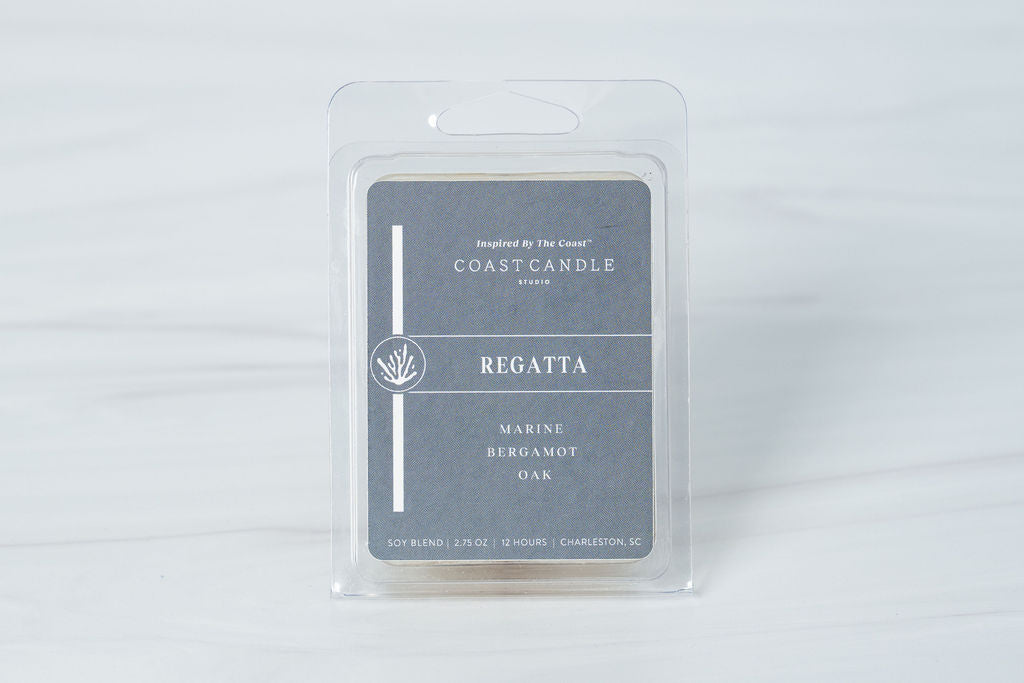 Inspired By The Coast™
COAST CANDLE
STUDIO
REGATTA
MARINE
BERGAMOT
OAK
SOY BLEND | 2.75 OZ | 12 HOURS | CHARLESTON, SC